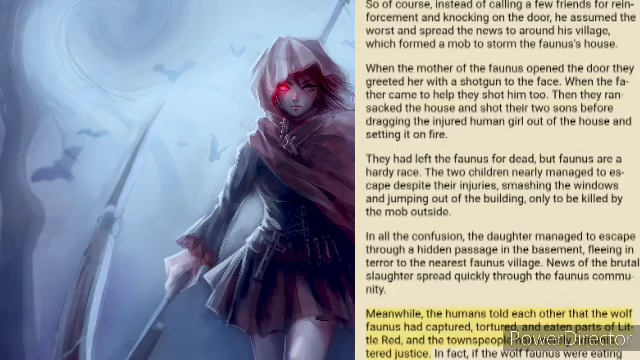 So of course, instead of calling a few friends for rein-
forcement and knocking on the door, he assumed the
worst and spread the news to around his village,
which formed a mob to storm the faunus's house.
When the mother of the faunus opened the door they
greeted her with a shotgun to the face. When the fa-
ther came to help they shot him too. Then they ran-
sacked the house and shot their two sons before
dragging the injured human girl out of the house and
setting it on fire.
They had left the faunus for dead, but faunus are a
hardy race. The two children nearly managed to es-
cape despite their injuries, smashing the windows
and jumping out of the building, only to be killed by
the mob outside.
In all the confusion, the daughter managed to escape
through a hidden passage in the basement, fleeing in
terror to the nearest faunus village. News of the brutal
slaughter spread quickly through the faunus commu-
nity.
Meanwhile, the humans told each other that the wolf
faunus had captured, tortured, and eaten parts of Lit-
tle Red, and the townspeople
tered justice. In fact, if the wolf faunus were eating
PowerDirector